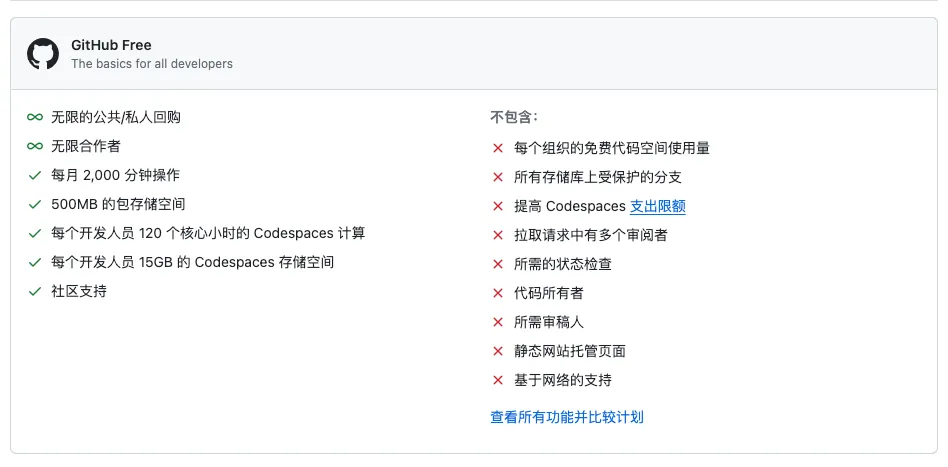 GitHub Free
The basics for all developers
无限的公共/私人回购
无限合作者
每月 2,000 分钟操作
500MB 的包存储空间
每个开发人员 120 个核心小时的 Codespaces 计算
每个开发人员 15GB 的 Codespaces 存储空间
社区支持
不包含：
每个组织的免费代码空间使用量
所有存储库上受保护的分支
提高 Codespaces 支出限额
拉取请求中有多个审阅者
所需的状态检查
代码所有者
所需审稿人
静态网站托管页面
基于网络的支持
查看所有功能并比较计划